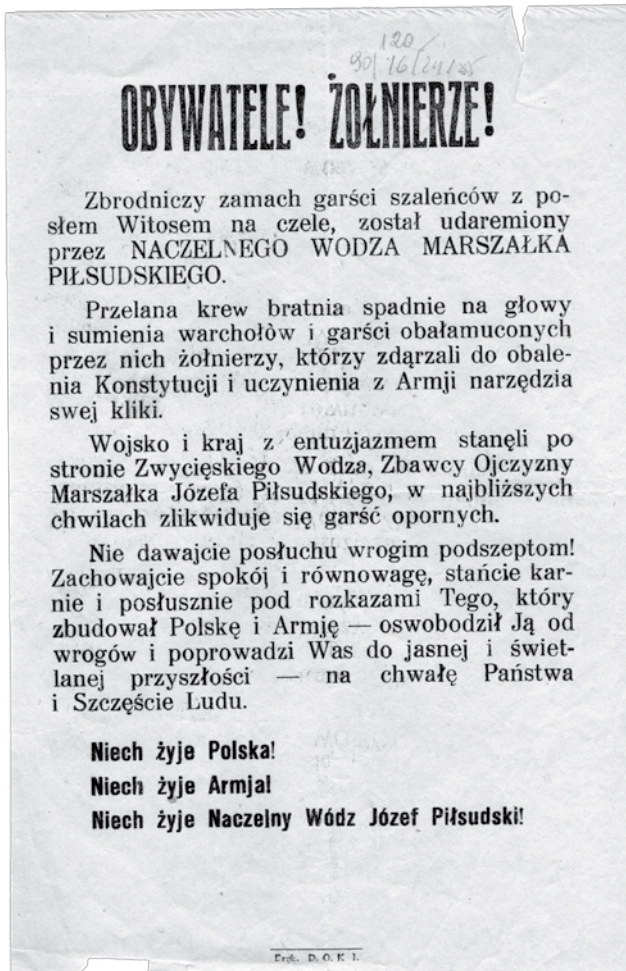 120
OBYWATELE! ŻOŁNIERZE!
Zbrodniczy zamach garści szaleńców z po-
słem Witosem na czele, został udaremiony
przez NACZELNEGO WODZA MARSZAŁKA
PIŁSUDSKIEGO.
Przelana krew bratnia spadnie na głowy
i sumienia warchołów i garści obałamuconych
przez nich żołnierzy, którzy zdążali do obale-
nia Konstytucji i uczynienia z Armji narzędzia
swej kliki.
Wojsko i kraj z entuzjazmem stanęli po
stronie Zwycięskiego Wodza, Zbawcy Ojczyzny
Marszałka Józefa Piłsudskiego, w najbliższych
chwilach zlikwiduje się garść opornych.
Nie dawajcie posłuchu wrogim podszeptom!
Zachowajcie spokój i równowagę, stańcie kar-
nie i posłusznie pod rozkazami Tego, który
zbudował Polskę i Armję — oswobodził Ją od
wrogów i poprowadzi Was do jasnej i świet-
lanej przyszłości — na chwałę Państwa
i Szczęście Ludu.
Niech żyje Polska!
Niech żyje Armja!
Niech żyje Naczelny Wódz Józef Piłsudski!
Druk. D. O. K. I.